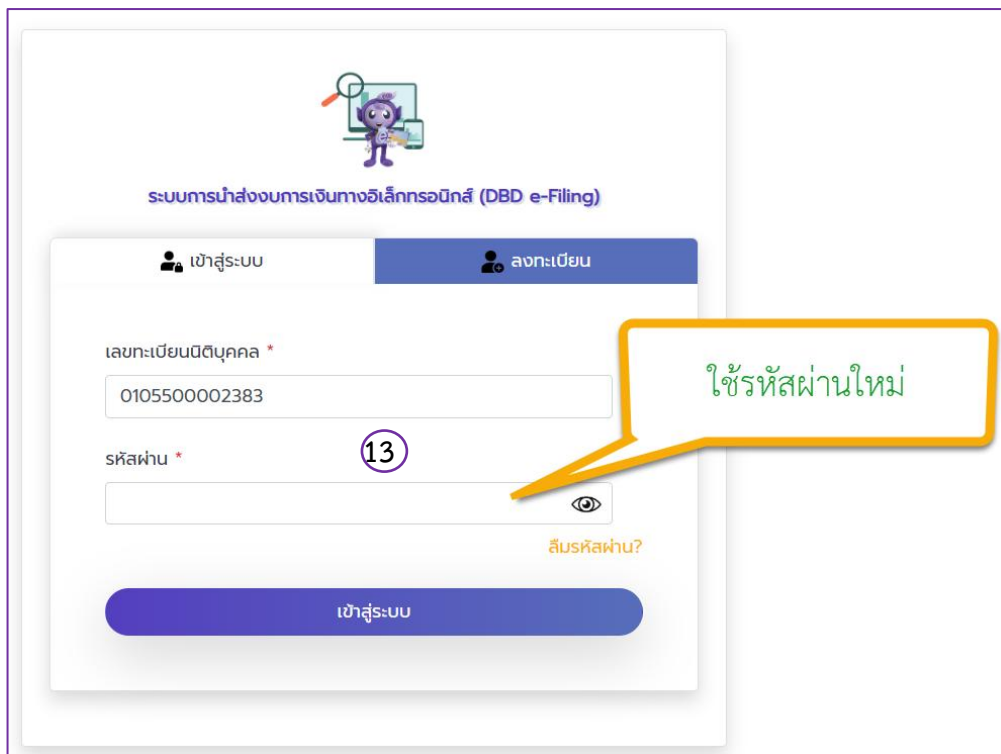 ระบบการนำส่งงบการเงินทางอิเล็กทรอนิกส์ (DBD e-Filing)
เข้าสู่ระบบ
ลงทะเบียน
เลขทะเบียนนิติบุคคล *
0105500002383
ใช้รหัสผ่านใหม่
รหัสผ่าน *
13
ลืมรหัสผ่าน?
เข้าสู่ระบบ